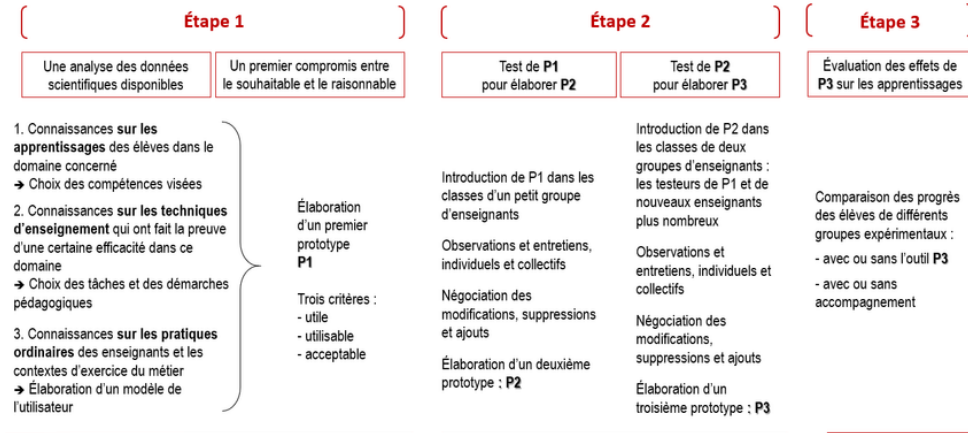 Étape 1
Une analyse des données
scientifiques disponibles
Un premier compromis entre
le souhaitable et le raisonnable
1. Connaissances sur les
apprentissages des élèves dans le
domaine concerné
➔ Choix des compétences visées
2. Connaissances sur les techniques
d'enseignement qui ont fait la preuve
d'une certaine efficacité dans ce
domaine
➔ Choix des tâches et des démarches
pédagogiques
3. Connaissances sur les pratiques
ordinaires des enseignants et les
contextes d'exercice du métier
➔ Élaboration d'un modèle de
l'utilisateur
Élaboration
d'un premier
prototype
P1
Trois critères :
- utile
- utilisable
- acceptable
Étape 2
Test de P1
pour élaborer P2
Introduction de P1 dans les
classes d'un petit groupe
d'enseignants
Observations et entretiens,
individuels et collectifs
Négociation des
modifications, suppressions
et ajouts
Élaboration d'un deuxième
prototype : P2
Test de P2
pour élaborer P3
Introduction de P2 dans
les classes de deux
groupes d'enseignants :
les testeurs de P1 et de
nouveaux enseignants
plus nombreux
Observations et
entretiens, individuels et
collectifs
Négociation des
modifications,
suppressions et ajouts
Élaboration d'un
troisième prototype : P3
Étape 3
Évaluation des effets de
P3 sur les apprentissages
Comparaison des progrès
des élèves de différents
groupes expérimentaux :
- avec ou sans l'outil P3
- avec ou sans
accompagnement